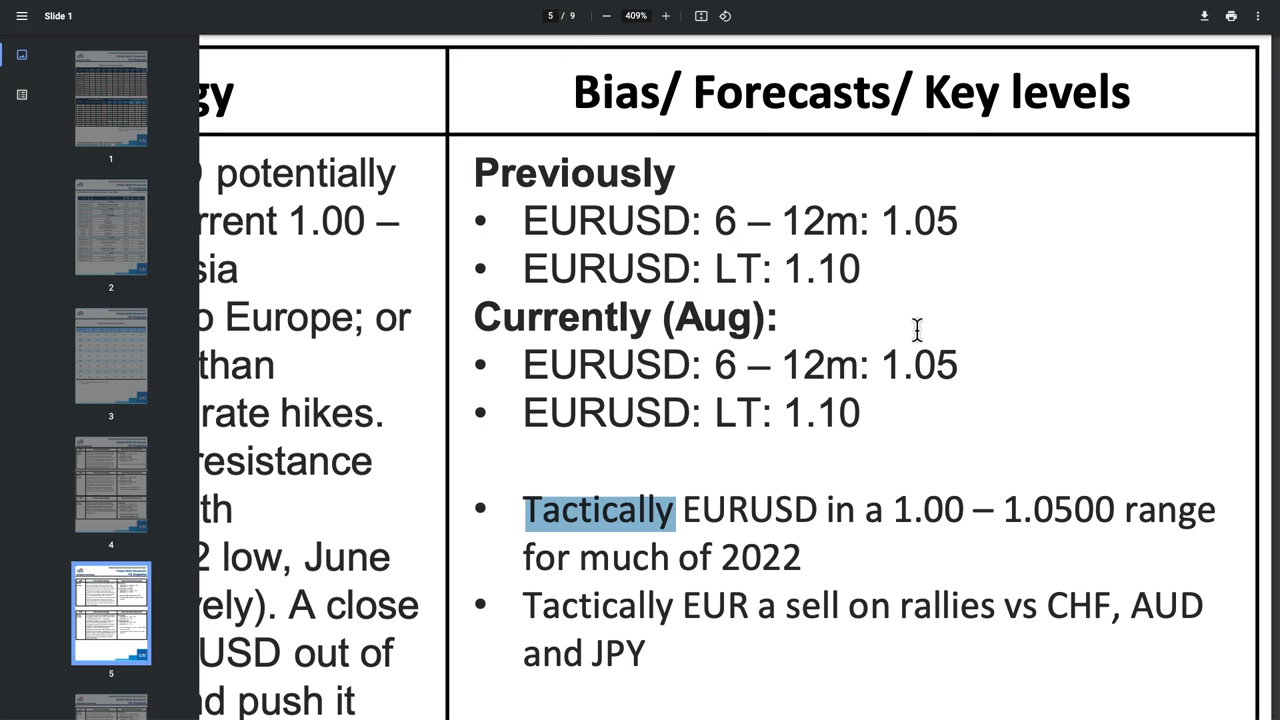 Slide 1
5 / 9
409%
1
2
3
4
5
gy
Bias/ Forecasts/ Key levels
potentially
rrent 1.00 –
sia
o Europe; or
than
rate hikes.
resistance
th
2 low, June
vely). A close
USD out of
nd push it
Previously
• EURUSD: 6 – 12m: 1.05
• EURUSD: LT: 1.10
Currently (Aug):
• EURUSD: 6 – 12m: 1.05
• EURUSD: LT: 1.10
• Tactically EURUSD in a 1.00 – 1.0500 range
for much of 2022
• Tactically EUR a sell on rallies vs CHF, AUD
and JPY